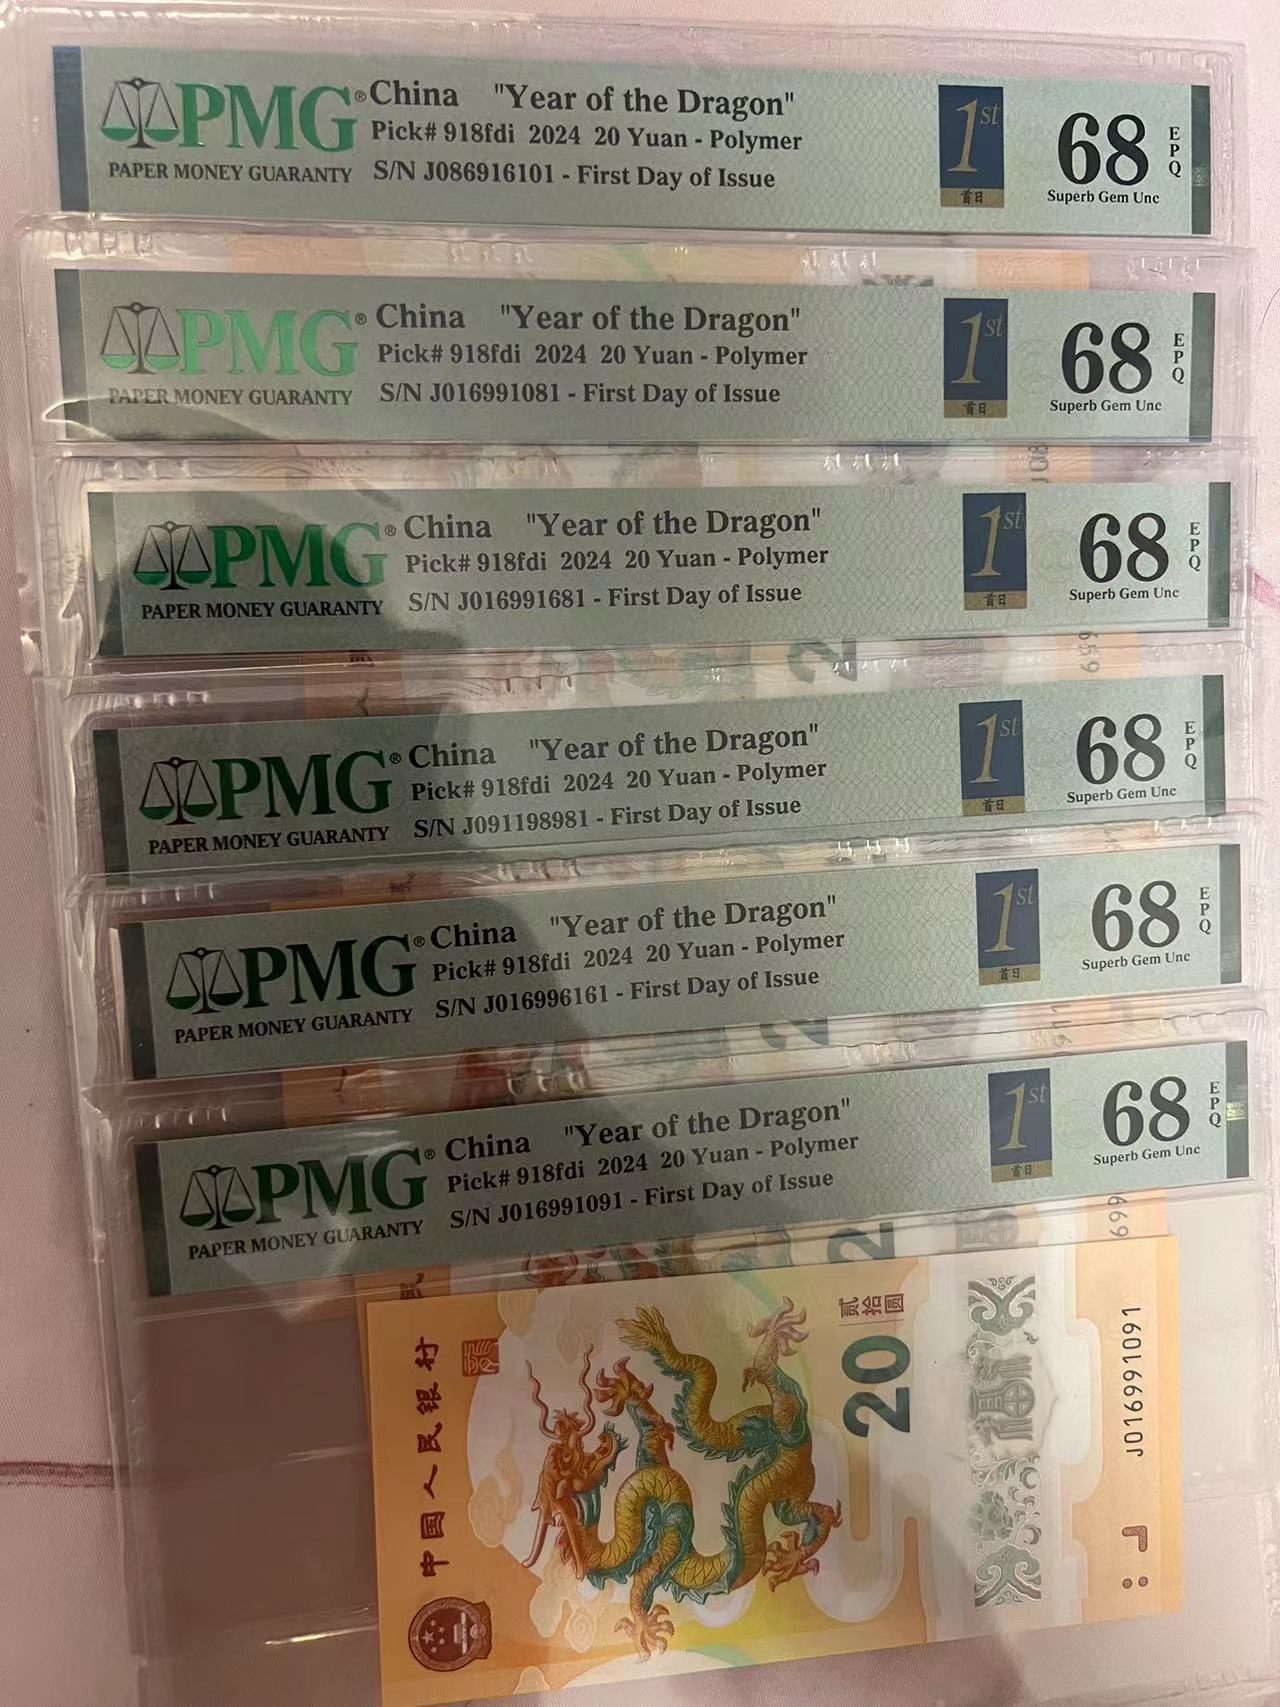 PMG® China "Year of the Dragon"
Pick# 918fdi 2024 20 Yuan - Polymer
PAPER MONEY GUARANTY S/N J086916101 - First Day of Issue
1st
首日
68 EPQ
Superb Gem Unc
PMG® China "Year of the Dragon"
Pick# 918fdi 2024 20 Yuan - Polymer
PAPER MONEY GUARANTY S/N J016991081 - First Day of Issue
1st
首日
68 EPQ
Superb Gem Unc
PMG® China "Year of the Dragon"
Pick# 918fdi 2024 20 Yuan - Polymer
PAPER MONEY GUARANTY S/N J016991681 - First Day of Issue
1st
首日
68 EPQ
Superb Gem Unc
PMG® China "Year of the Dragon"
Pick# 918fdi 2024 20 Yuan - Polymer
PAPER MONEY GUARANTY S/N J091198981 - First Day of Issue
1st
首日
68 EPQ
Superb Gem Unc
PMG® China "Year of the Dragon"
Pick# 918fdi 2024 20 Yuan - Polymer
PAPER MONEY GUARANTY S/N J016996161 - First Day of Issue
1st
首日
68 EPQ
Superb Gem Unc
PMG® China "Year of the Dragon"
Pick# 918fdi 2024 20 Yuan - Polymer
PAPER MONEY GUARANTY S/N J016991091 - First Day of Issue
1st
首日
68 EPQ
Superb Gem Unc
中国人民银行
20
贰拾圆
J016991091